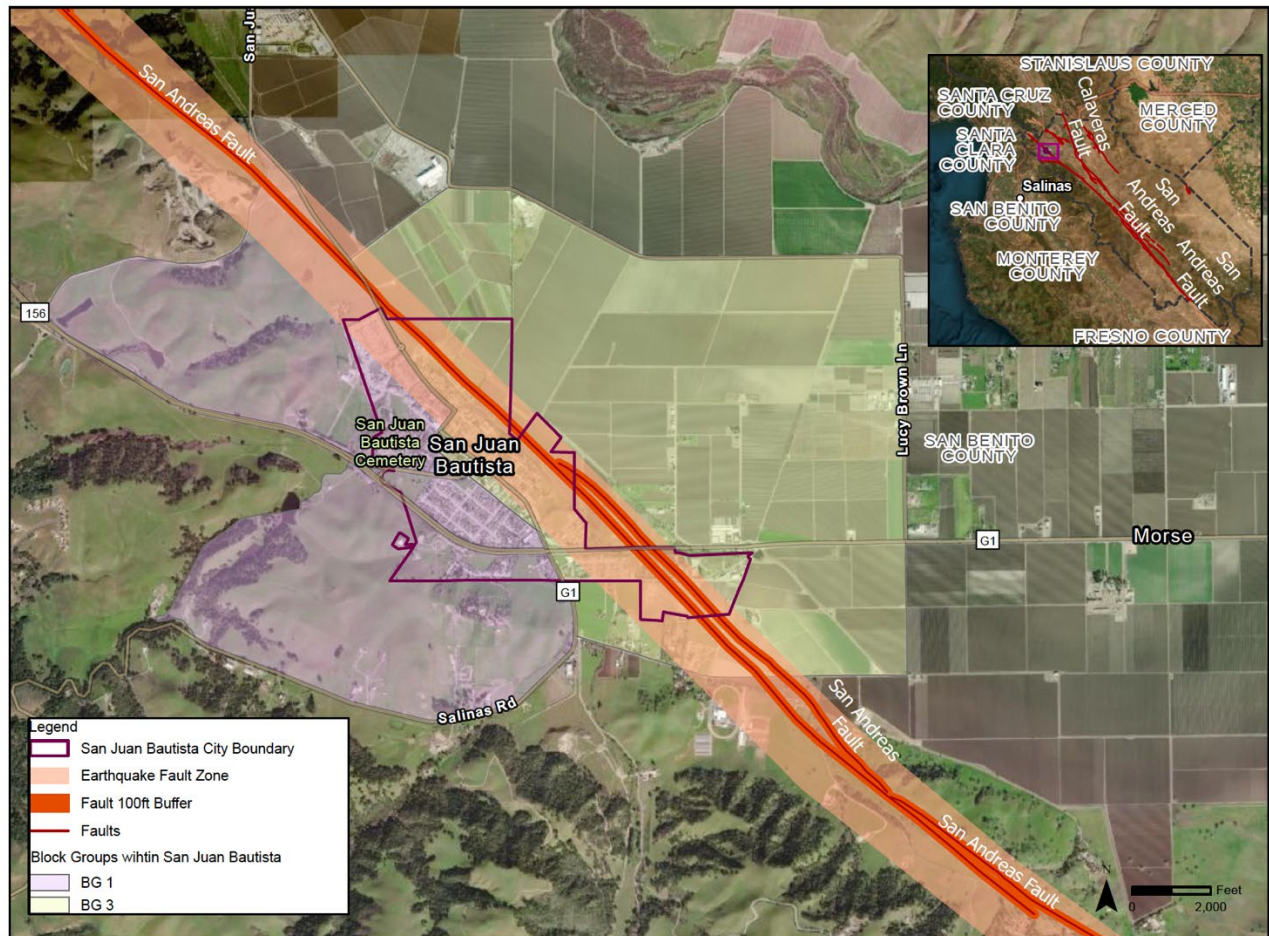 San Ju
San Andreas Fault
156
San Juan
Bautista
Cemetery
San Juan
Bautista
Lucy Brown Ln
SAN BENITO
COUNTY
G1
Morse
G1
Salinas Rd
San Andreas
Fault
San Andreas Fault
STANISLAUS COUNTY
SANTA CRUZ
COUNTY
Calaveras
Fault
MERCED
COUNTY
SANTA
CLARA
COUNTY
Salinas
San
Andreas
Fault
San
Andreas
Fault
SAN BENITO
COUNTY
MONTEREY
COUNTY
FRESNO COUNTY
Legend
San Juan Bautista City Boundary
Earthquake Fault Zone
Fault 100ft Buffer
Faults
Block Groups wihtin San Juan Bautista
BG 1
BG 3
N
Feet
0 2,000